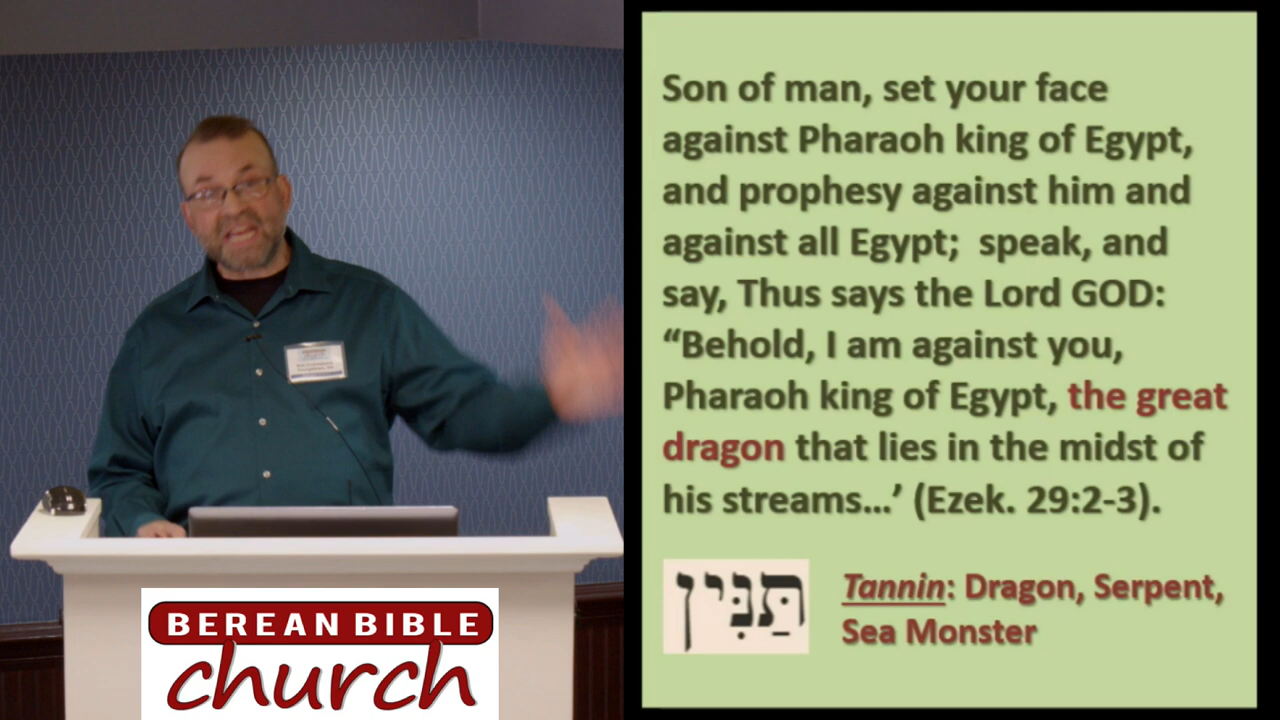 BEREAN BIBLE
church
Son of man, set your face
against Pharaoh king of Egypt,
and prophesy against him and
against all Egypt;  speak, and
say, Thus says the Lord GOD:
“Behold, I am against you,
Pharaoh king of Egypt, the great
dragon that lies in the midst of
his streams…’ (Ezek. 29:2-3).
תַּנִּין
Tannin: Dragon, Serpent,
Sea Monster